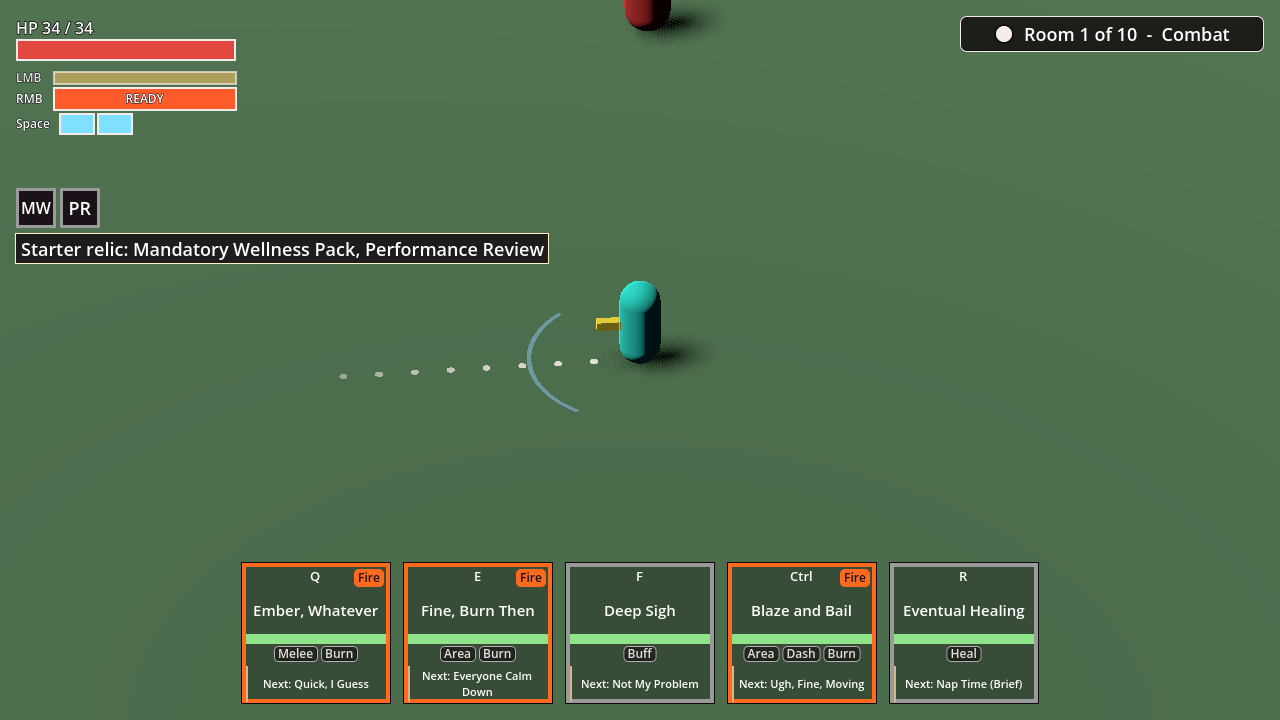 HP 34 / 34
Room 1 of 10 - Combat
LMB
RMB READY
Space
MW PR
Starter relic: Mandatory Wellness Pack, Performance Review
Q Fire
Ember, Whatever
Melee Burn
Next: Quick, I Guess
E Fire
Fine, Burn Then
Area Burn
Next: Everyone Calm
Down
F
Deep Sigh
Buff
Next: Not My Problem
Ctrl Fire
Blaze and Bail
Area Dash Burn
Next: Ugh, Fine, Moving
R
Eventual Healing
Heal
Next: Nap Time (Brief)